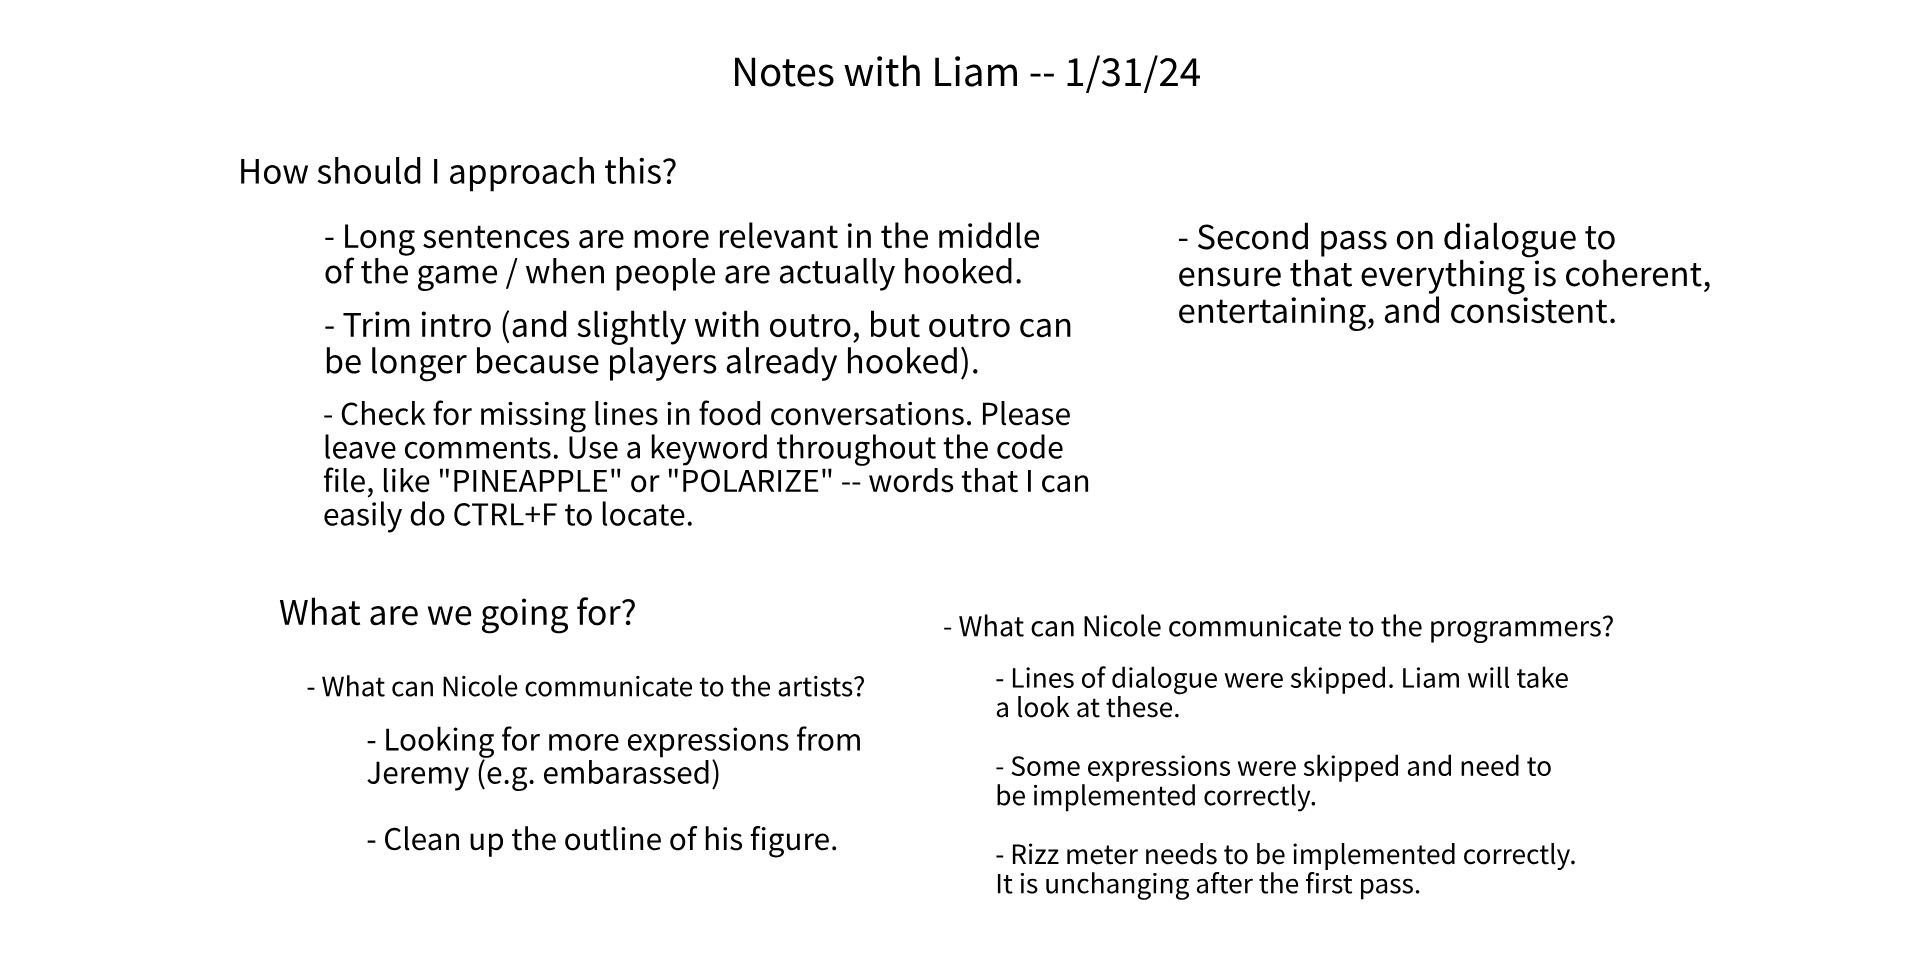 Notes with Liam -- 1/31/24
How should I approach this?
- Long sentences are more relevant in the middle
of the game / when people are actually hooked.
- Trim intro (and slightly with outro, but outro can
be longer because players already hooked).
- Check for missing lines in food conversations. Please
leave comments. Use a keyword throughout the code
file, like "PINEAPPLE" or "POLARIZE" -- words that I can
easily do CTRL+F to locate.
- Second pass on dialogue to
ensure that everything is coherent,
entertaining, and consistent.
What are we going for?
- What can Nicole communicate to the artists?
- Looking for more expressions from
Jeremy (e.g. embarassed)
- Clean up the outline of his figure.
- What can Nicole communicate to the programmers?
- Lines of dialogue were skipped. Liam will take
a look at these.
- Some expressions were skipped and need to
be implemented correctly.
- Rizz meter needs to be implemented correctly.
It is unchanging after the first pass.